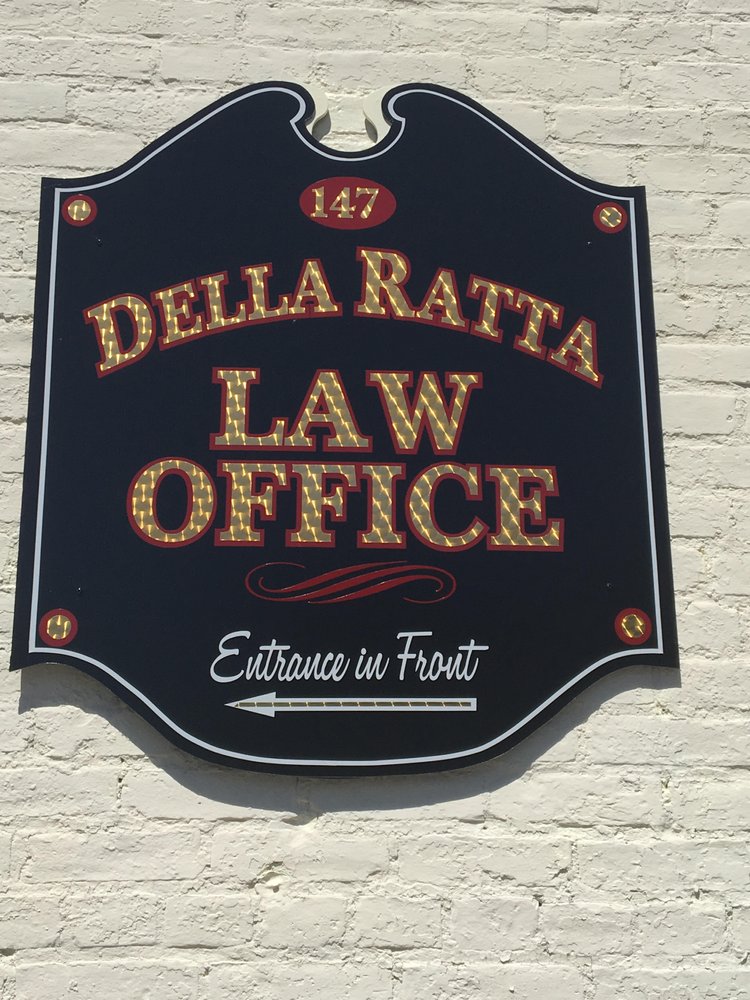 147
DELLA RATTA
LAW
OFFICE
Entrance in Front